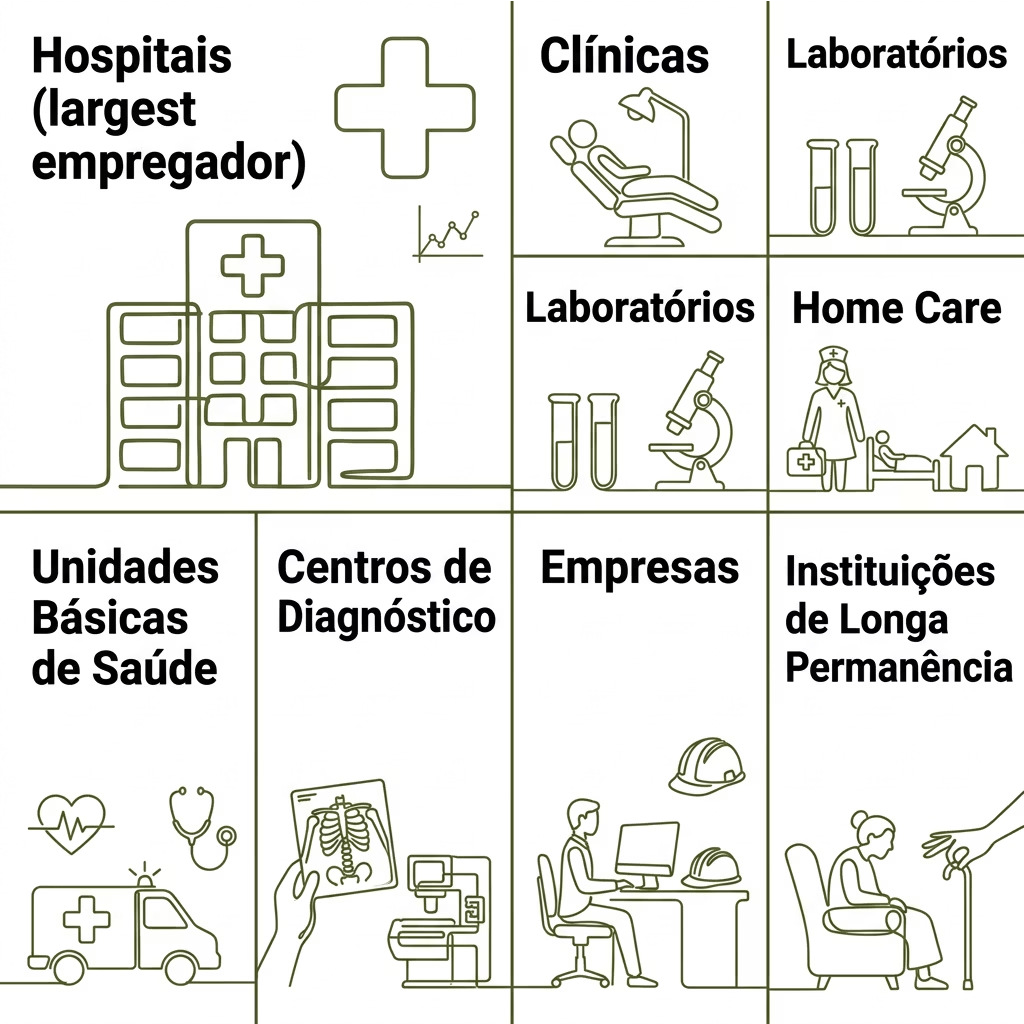 Hospitais
(largest
empregador)
Clínicas
Laboratórios
Laboratórios
Home Care
Unidades
Básicas
de Saúde
Centros de
Diagnóstico
Empresas
Instituições
de Longa
Permanência